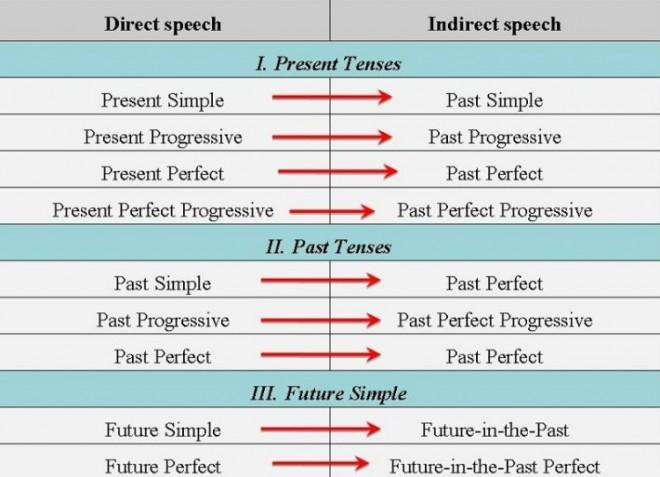 Direct speech Indirect speech
I. Present Tenses
Present Simple Past Simple
Present Progressive Past Progressive
Present Perfect Past Perfect
Present Perfect Progressive Past Perfect Progressive
II. Past Tenses
Past Simple Past Perfect
Past Progressive Past Perfect Progressive
Past Perfect Past Perfect
III. Future Simple
Future Simple Future-in-the-Past
Future Perfect Future-in-the-Past Perfect